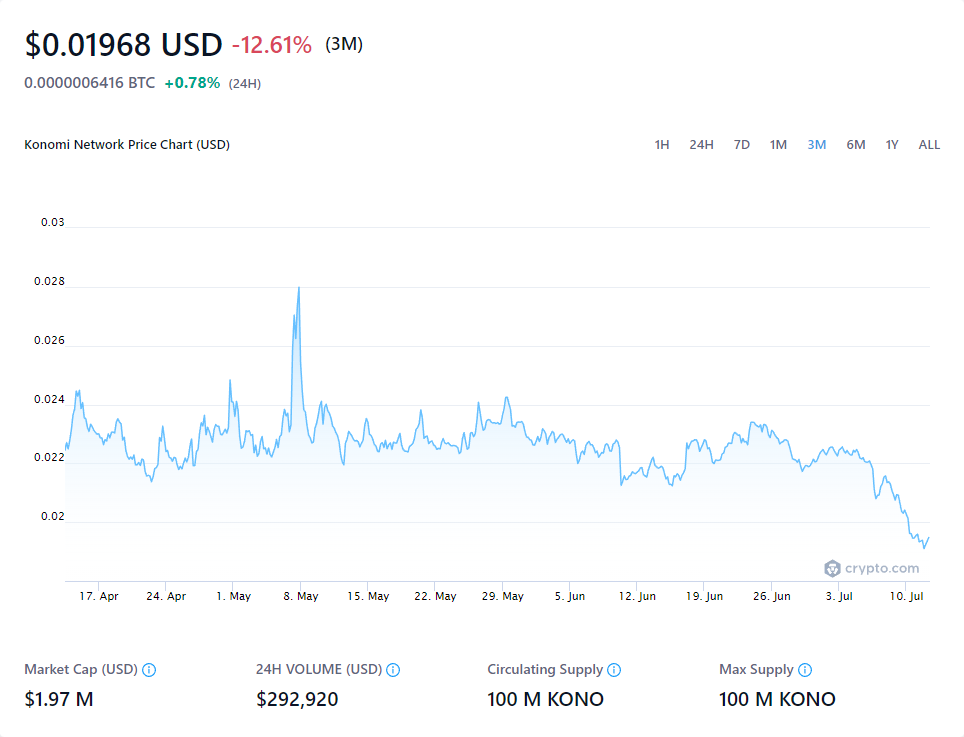 $0.01968 USD -12.61% (3M)
0.0000006416 BTC +0.78% (24H)
Konomi Network Price Chart (USD)
1H 24H 7D 1M 3M 6M 1Y ALL
0.03
0.028
0.026
0.024
0.022
0.02
crypto.com
17. Apr 24. Apr 1. May 8. May 15. May 22. May 29. May 5. Jun 12. Jun 19. Jun 26. Jun 3. Jul 10. Jul
Market Cap (USD) 24H VOLUME (USD) Circulating Supply Max Supply
$1.97 M $292,920 100 M KONO 100 M KONO